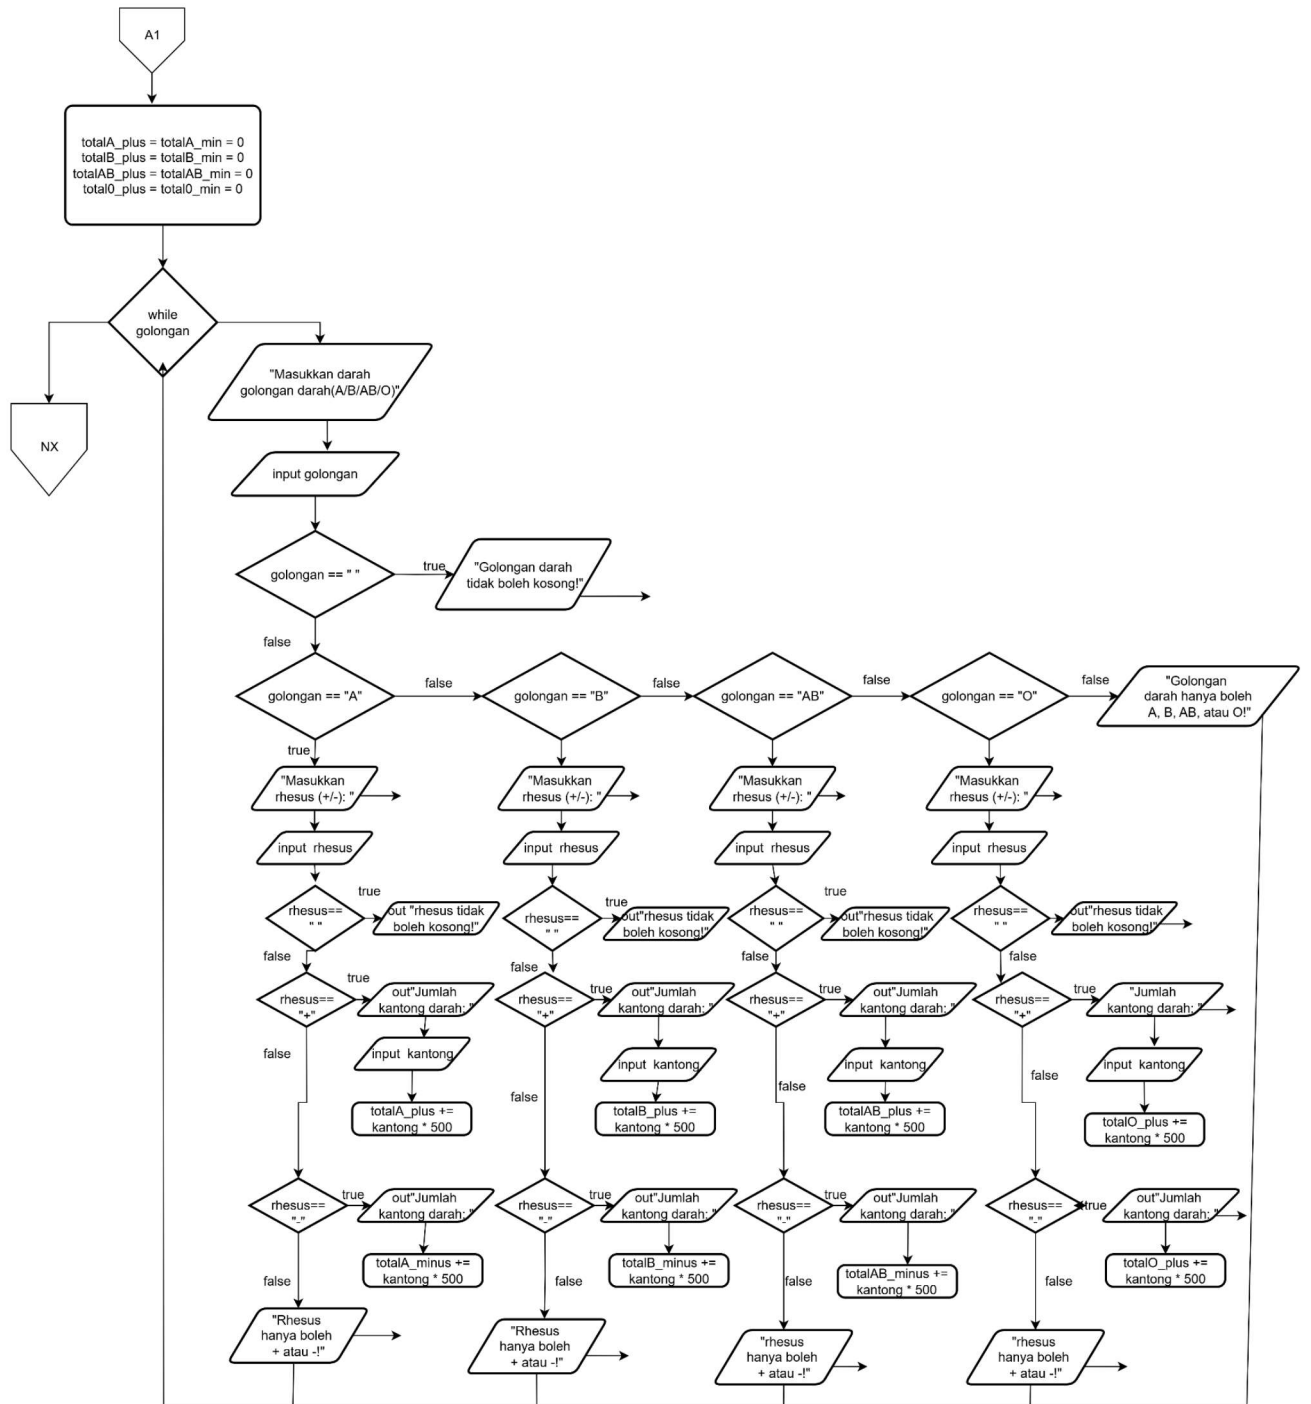 A1
totalA_plus = totalA_min = 0
totalB_plus = totalB_min = 0
totalAB_plus = totalAB_min = 0
total0_plus = total0_min = 0
while
golongan
NX
"Masukkan darah
golongan darah(A/B/AB/O)"
input golongan
golongan == " "
true
"Golongan darah
tidak boleh kosong!"
false
golongan == "A"
false
golongan == "B"
false
golongan == "AB"
false
golongan == "O"
false
"Golongan
darah hanya boleh
A, B, AB, atau O!"
true
"Masukkan
rhesus (+/-): "
"Masukkan
rhesus (+/-): "
"Masukkan
rhesus (+/-): "
"Masukkan
rhesus (+/-): "
input rhesus
input rhesus
input rhesus
input rhesus
rhesus==
" "
true
out "rhesus tidak
boleh kosong!"
rhesus==
" "
true
out"rhesus tidak
boleh kosong!"
rhesus==
" "
true
out"rhesus tidak
boleh kosong!"
rhesus==
" "
out"rhesus tidak
boleh kosong!"
false
false
false
false
rhesus==
"+"
true
out"Jumlah
kantong darah; "
rhesus==
"+"
true
out"Jumlah
kantong darah; "
rhesus==
"+"
true
out"Jumlah
kantong darah; "
rhesus==
"+"
true
"Jumlah
kantong darah; "
false
input kantong
false
input kantong
false
input kantong
false
input kantong
totalA_plus +=
kantong * 500
totalB_plus +=
kantong * 500
totalAB_plus +=
kantong * 500
totalO_plus +=
kantong * 500
rhesus==
"-"
true
out"Jumlah
kantong darah; "
rhesus==
"-"
true
out"Jumlah
kantong darah; "
rhesus==
"-"
true
out"Jumlah
kantong darah; "
rhesus==
"-"
true
out"Jumlah
kantong darah; "
false
totalA_minus +=
kantong * 500
false
totalB_minus +=
kantong * 500
false
totalAB_minus +=
kantong * 500
false
totalO_plus +=
kantong * 500
"Rhesus
hanya boleh
+ atau -!"
"Rhesus
hanya boleh
+ atau -!"
"rhesus
hanya boleh
+ atau -!"
"rhesus
hanya boleh
+ atau -!"